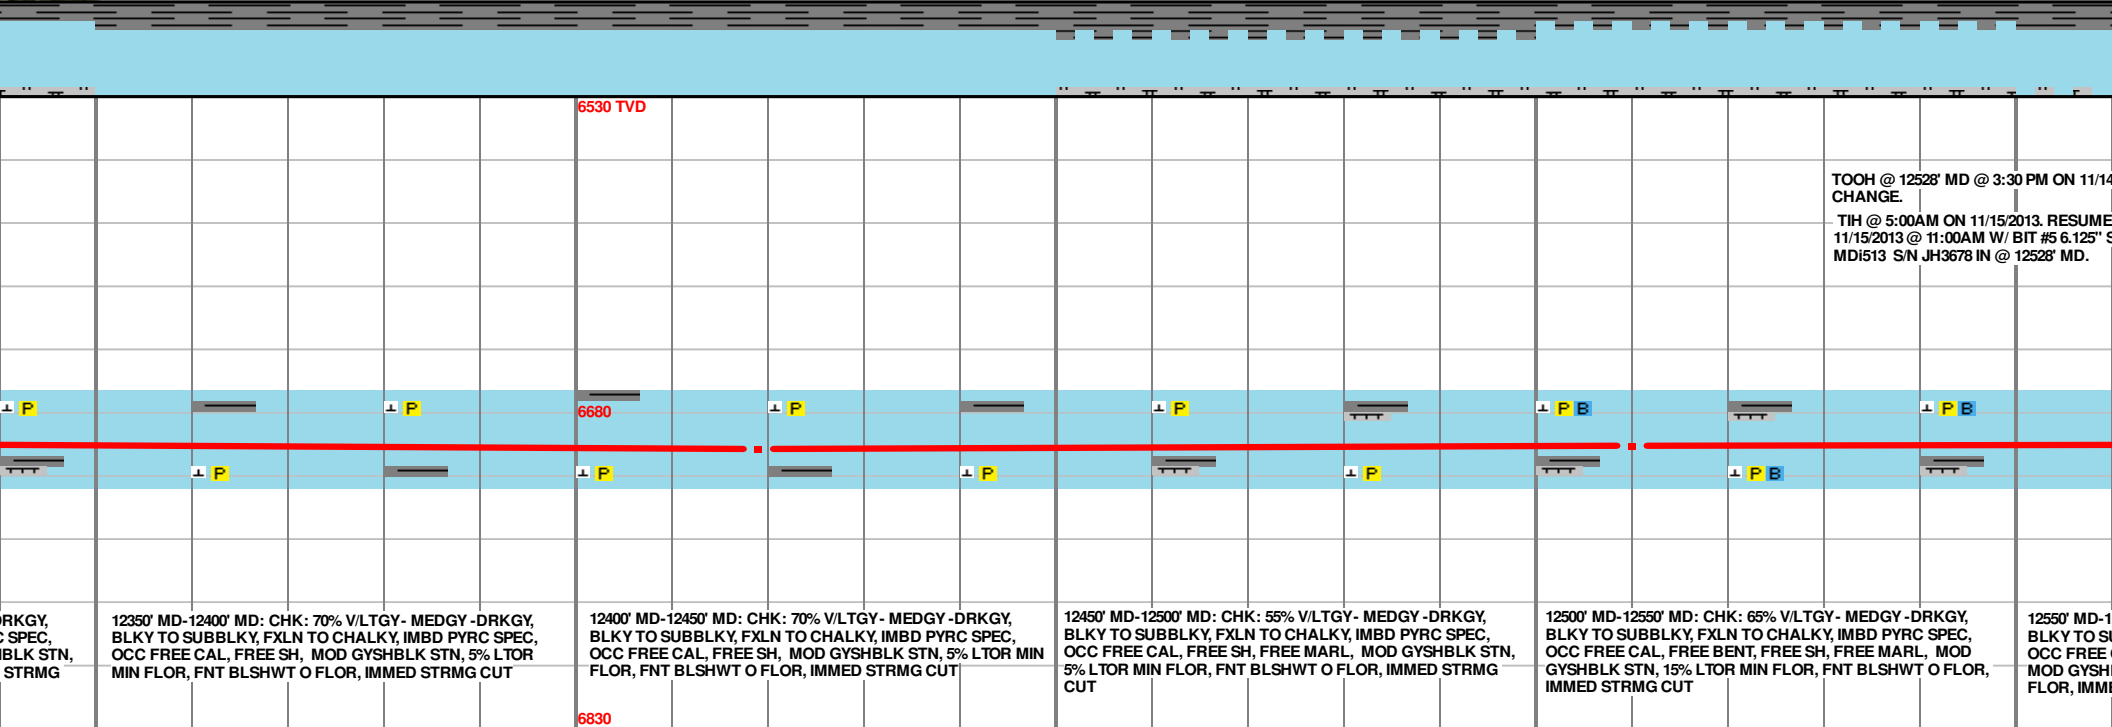 6530 TVD
TOOH @ 12528' MD @ 3:30 PM ON 11/14
CHANGE.
TIH @ 5:00AM ON 11/15/2013. RESUME
11/15/2013 @ 11:00AM W/ BIT #5 6.125" S
MDi513 S/N JH3678 IN @ 12528' MD.
P
P
6680
P
P
P B
P B
P
P
P
P
P B
DRKGY,
C SPEC,
HBLK STN,
STRMG
12350' MD-12400' MD: CHK: 70% V/LTGY- MEDGY -DRKGY,
BLKY TO SUBBLKY, FXLN TO CHALKY, IMBD PYRC SPEC,
OCC FREE CAL, FREE SH, MOD GYSHBLK STN, 5% LTOR
MIN FLOR, FNT BLSHWT O FLOR, IMMED STRMG CUT
12400' MD-12450' MD: CHK: 70% V/LTGY- MEDGY -DRKGY,
BLKY TO SUBBLKY, FXLN TO CHALKY, IMBD PYRC SPEC,
OCC FREE CAL, FREE SH, MOD GYSHBLK STN, 5% LTOR MIN
FLOR, FNT BLSHWT O FLOR, IMMED STRMG CUT
12450' MD-12500' MD: CHK: 55% V/LTGY- MEDGY -DRKGY,
BLKY TO SUBBLKY, FXLN TO CHALKY, IMBD PYRC SPEC,
OCC FREE CAL, FREE SH, FREE MARL, MOD GYSHBLK STN,
5% LTOR MIN FLOR, FNT BLSHWT O FLOR, IMMED STRMG
CUT
12500' MD-12550' MD: CHK: 65% V/LTGY- MEDGY -DRKGY,
BLKY TO SUBBLKY, FXLN TO CHALKY, IMBD PYRC SPEC,
OCC FREE CAL, FREE BENT, FREE SH, FREE MARL, MOD
GYSHBLK STN, 15% LTOR MIN FLOR, FNT BLSHWT O FLOR,
IMMED STRMG CUT
12550' MD-1
BLKY TO SU
OCC FREE C
MOD GYSH
FLOR, IMME
6830